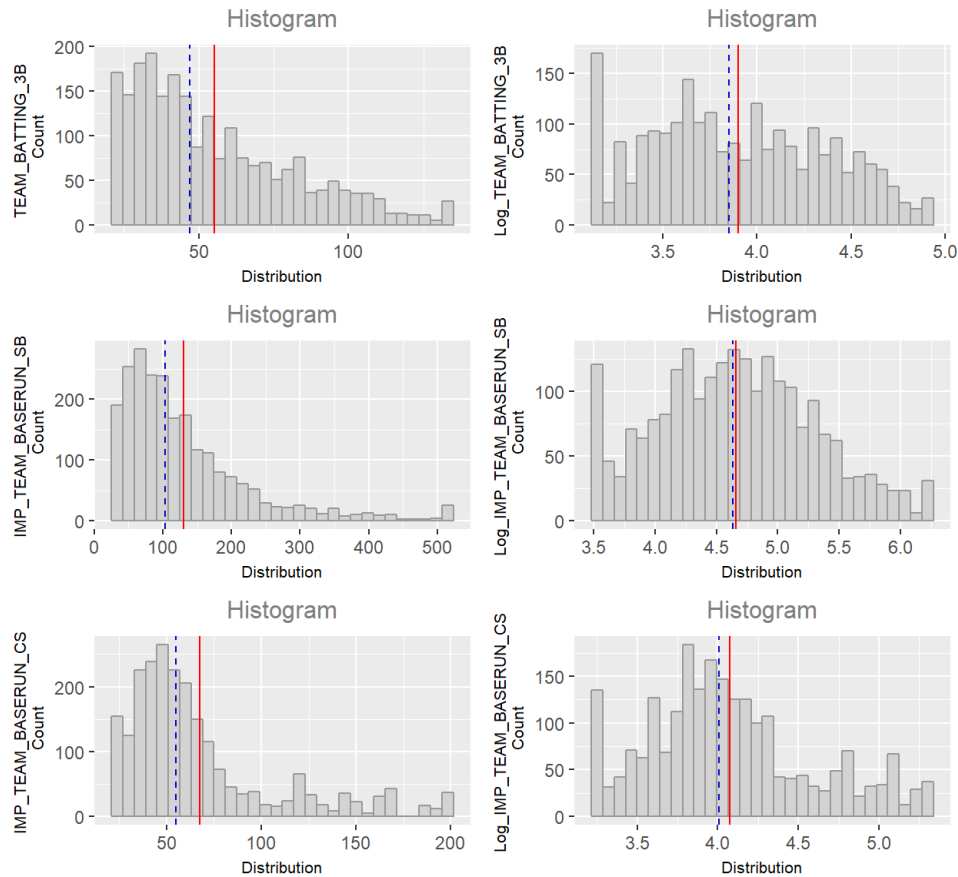 Histogram
TEAM_BATTING_3B
Count
200
150
100
50
0
50
100
Distribution
Histogram
Log_TEAM_BATTING_3B
Count
150
100
50
0
3.5
4.0
4.5
5.0
Distribution
Histogram
IMP_TEAM_BASERUN_SB
Count
200
100
0
0
100
200
300
400
500
Distribution
Histogram
Log_IMP_TEAM_BASERUN_SB
Count
100
50
0
3.5
4.0
4.5
5.0
5.5
6.0
Distribution
Histogram
IMP_TEAM_BASERUN_CS
Count
200
100
0
50
100
150
200
Distribution
Histogram
Log_IMP_TEAM_BASERUN_CS
Count
150
100
50
0
3.5
4.0
4.5
5.0
Distribution